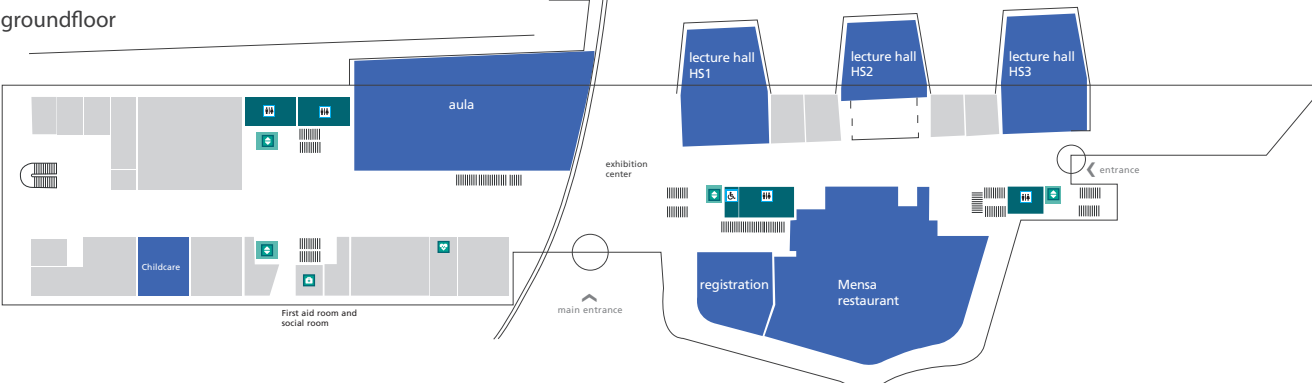 groundfloor
aula
lecture hall
HS1
lecture hall
HS2
lecture hall
HS3
exhibition
center
entrance
Childcare
registration
Mensa
restaurant
main entrance
First aid room and
social room